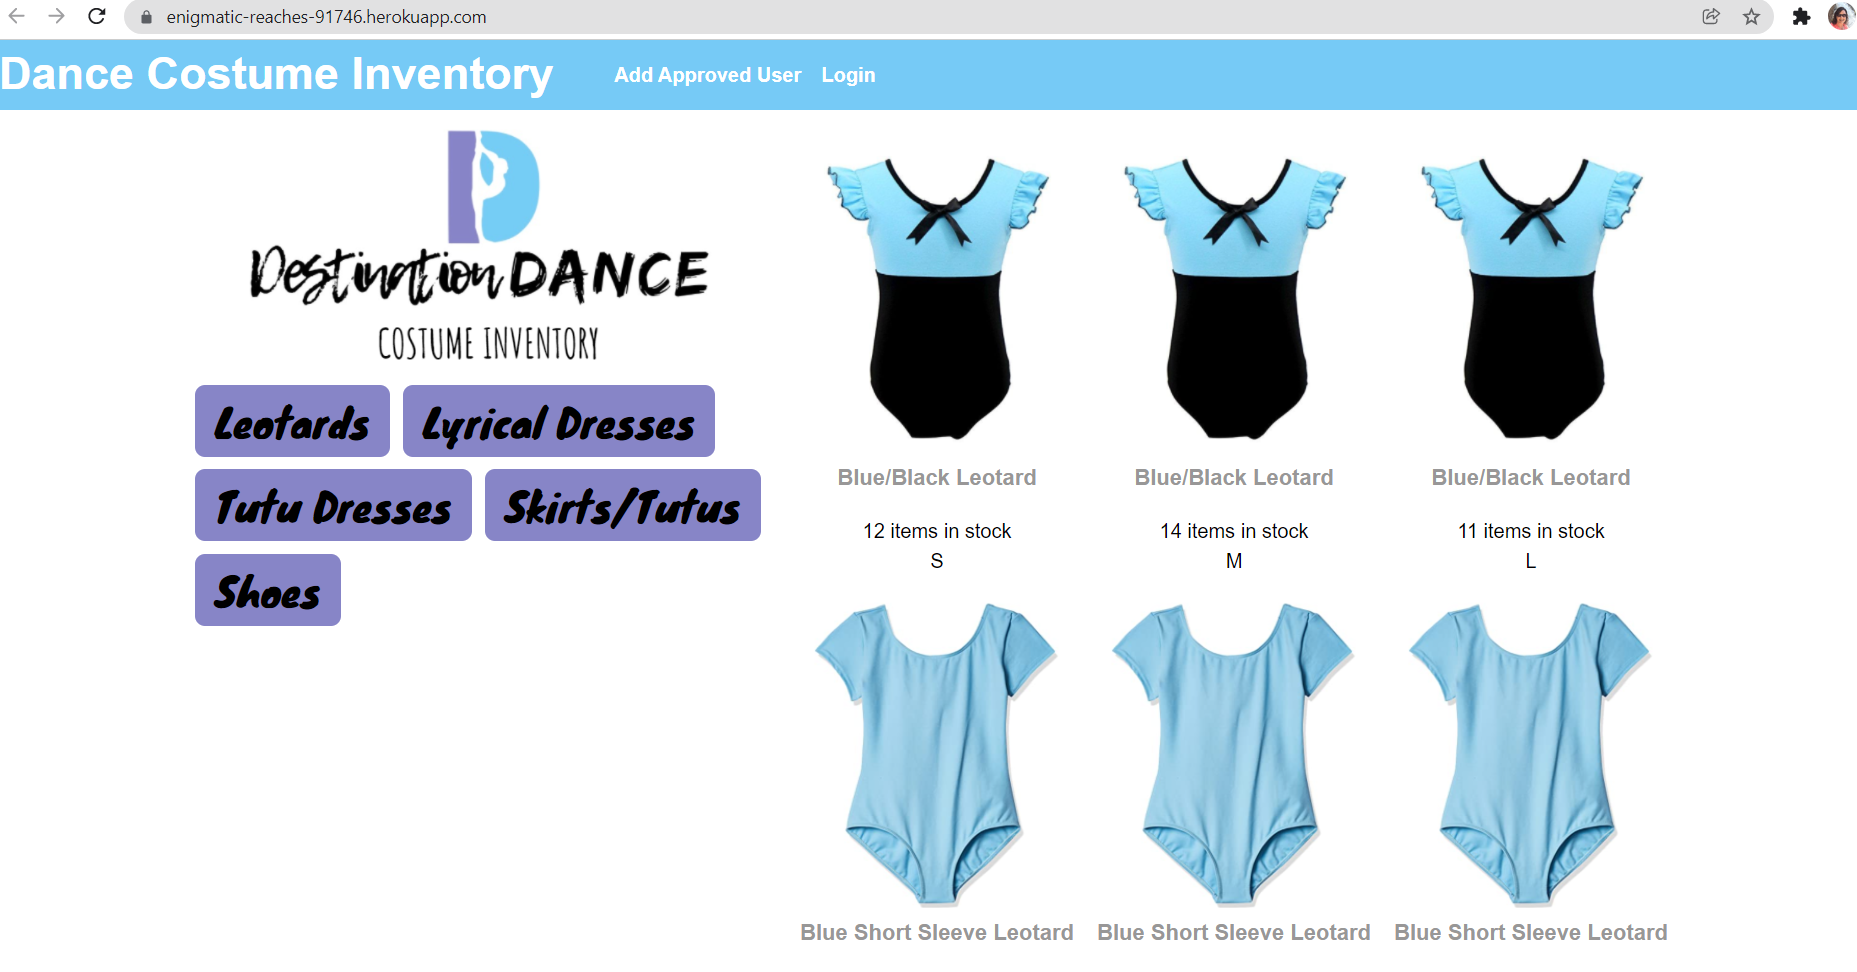 enigmatic-reaches-91746.herokuapp.com
Dance Costume Inventory Add Approved User Login
D
Destination DANCE
COSTUME INVENTORY
Leotards Lyrical Dresses
Tutu Dresses Skirts/Tutus
Shoes
Blue/Black Leotard Blue/Black Leotard Blue/Black Leotard
12 items in stock 14 items in stock 11 items in stock
S M L
Blue Short Sleeve Leotard Blue Short Sleeve Leotard Blue Short Sleeve Leotard